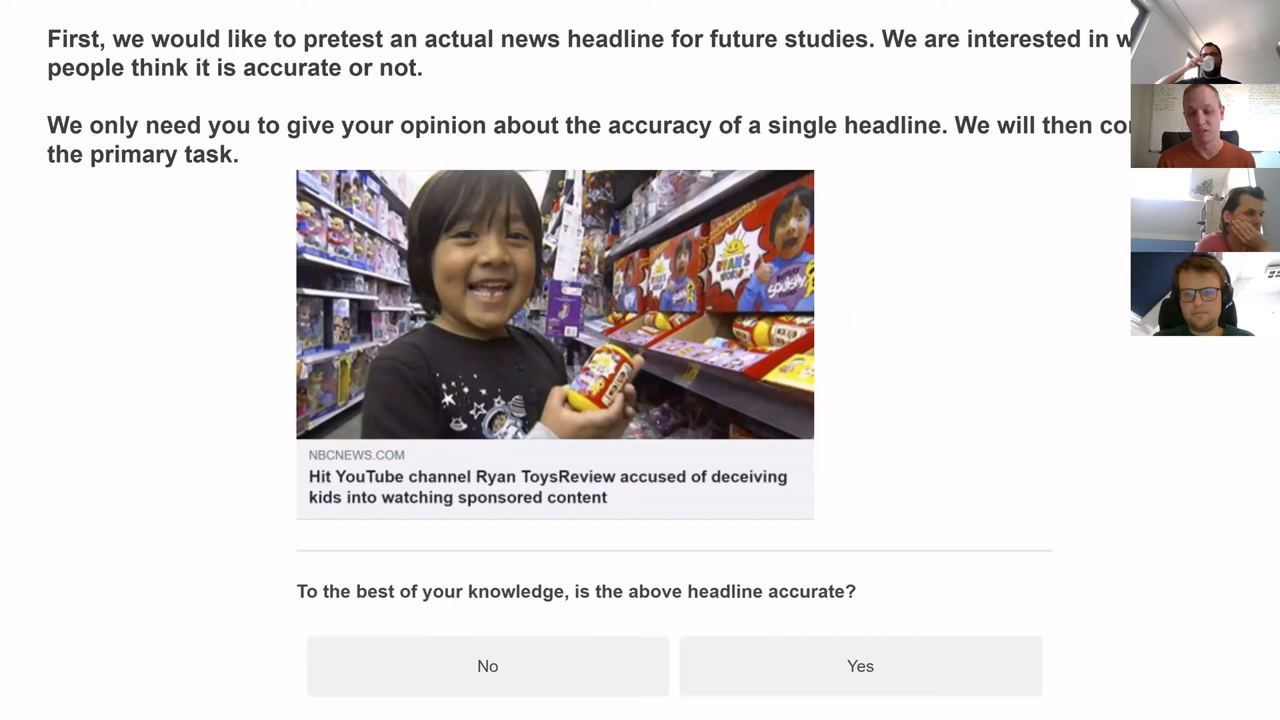 First, we would like to pretest an actual news headline for future studies. We are interested in
people think it is accurate or not.
We only need you to give your opinion about the accuracy of a single headline. We will then
the primary task.
RYAN'S
WORLD
NBCNEWS.COM
Hit YouTube channel Ryan ToysReview accused of deceiving
kids into watching sponsored content
To the best of your knowledge, is the above headline accurate?
No
Yes